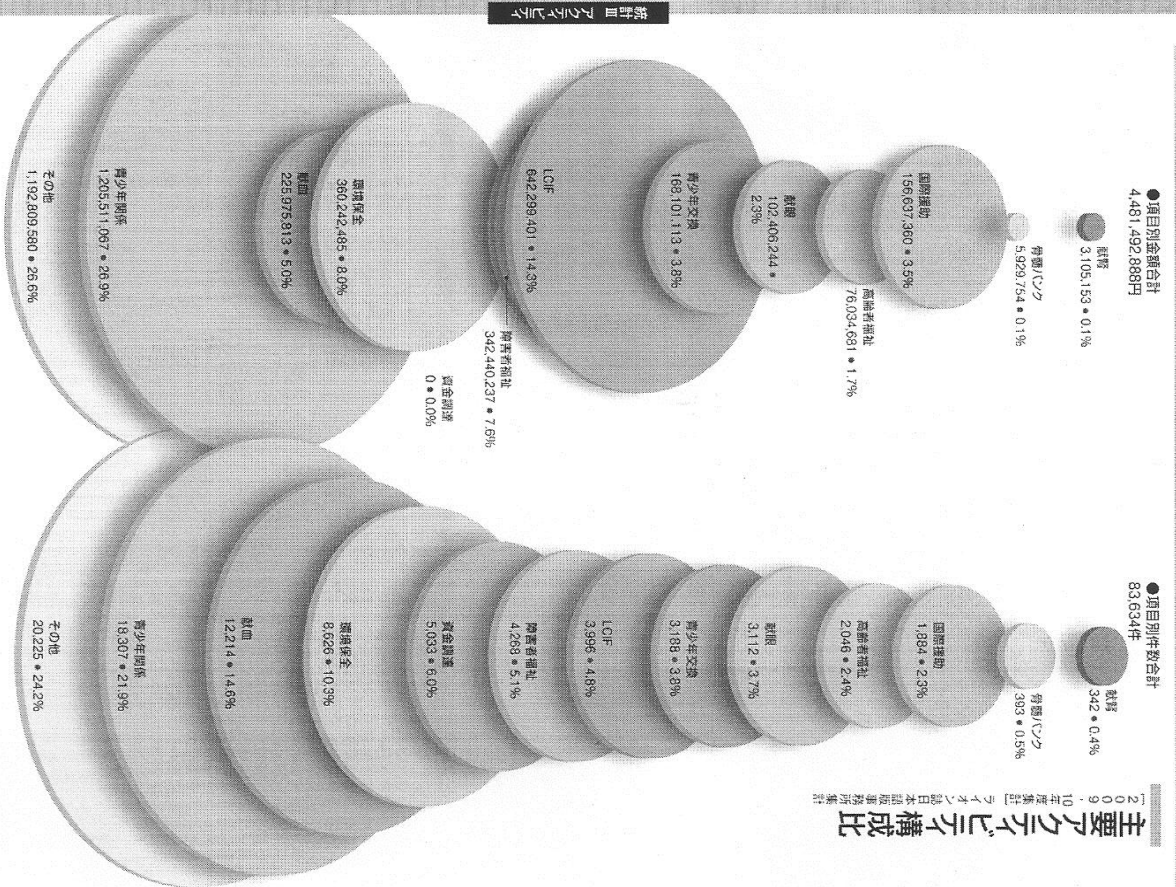 統計Ⅲ アクティビティ
主要アクティビティ構成比
[2009-10年度集計] ライオン誌日本語版事務所集計
●項目別金額合計
4,481,492,888円
献腎
3,105,153 ● 0.1%
骨髄バンク
5,929,754 ● 0.1%
国際援助
156,637,360 ● 3.5%
高齢者福祉
76,034,681 ● 1.7%
献眼
102,406,244 ●
2.3%
青少年交換
168,101,113 ● 3.8%
LCIF
642,299,401 ● 14.3%
障害者福祉
342,440,237 ● 7.6%
資金調達
0 ● 0.0%
環境保全
360,242,485 ● 8.0%
献血
225,975,813 ● 5.0%
青少年関係
1,205,511,067 ● 26.9%
その他
1,192,809,580 ● 26.6%
●項目別件数合計
83,634件
献腎
342 ● 0.4%
骨髄バンク
393 ● 0.5%
国際援助
1,884 ● 2.3%
高齢者福祉
2,046 ● 2.4%
献眼
3,112 ● 3.7%
青少年交換
3,188 ● 3.8%
LCIF
3,996 ● 4.8%
障害者福祉
4,268 ● 5.1%
資金調達
5,033 ● 6.0%
環境保全
8,626 ● 10.3%
献血
12,214 ● 14.6%
青少年関係
18,307 ● 21.9%
その他
20,225 ● 24.2%